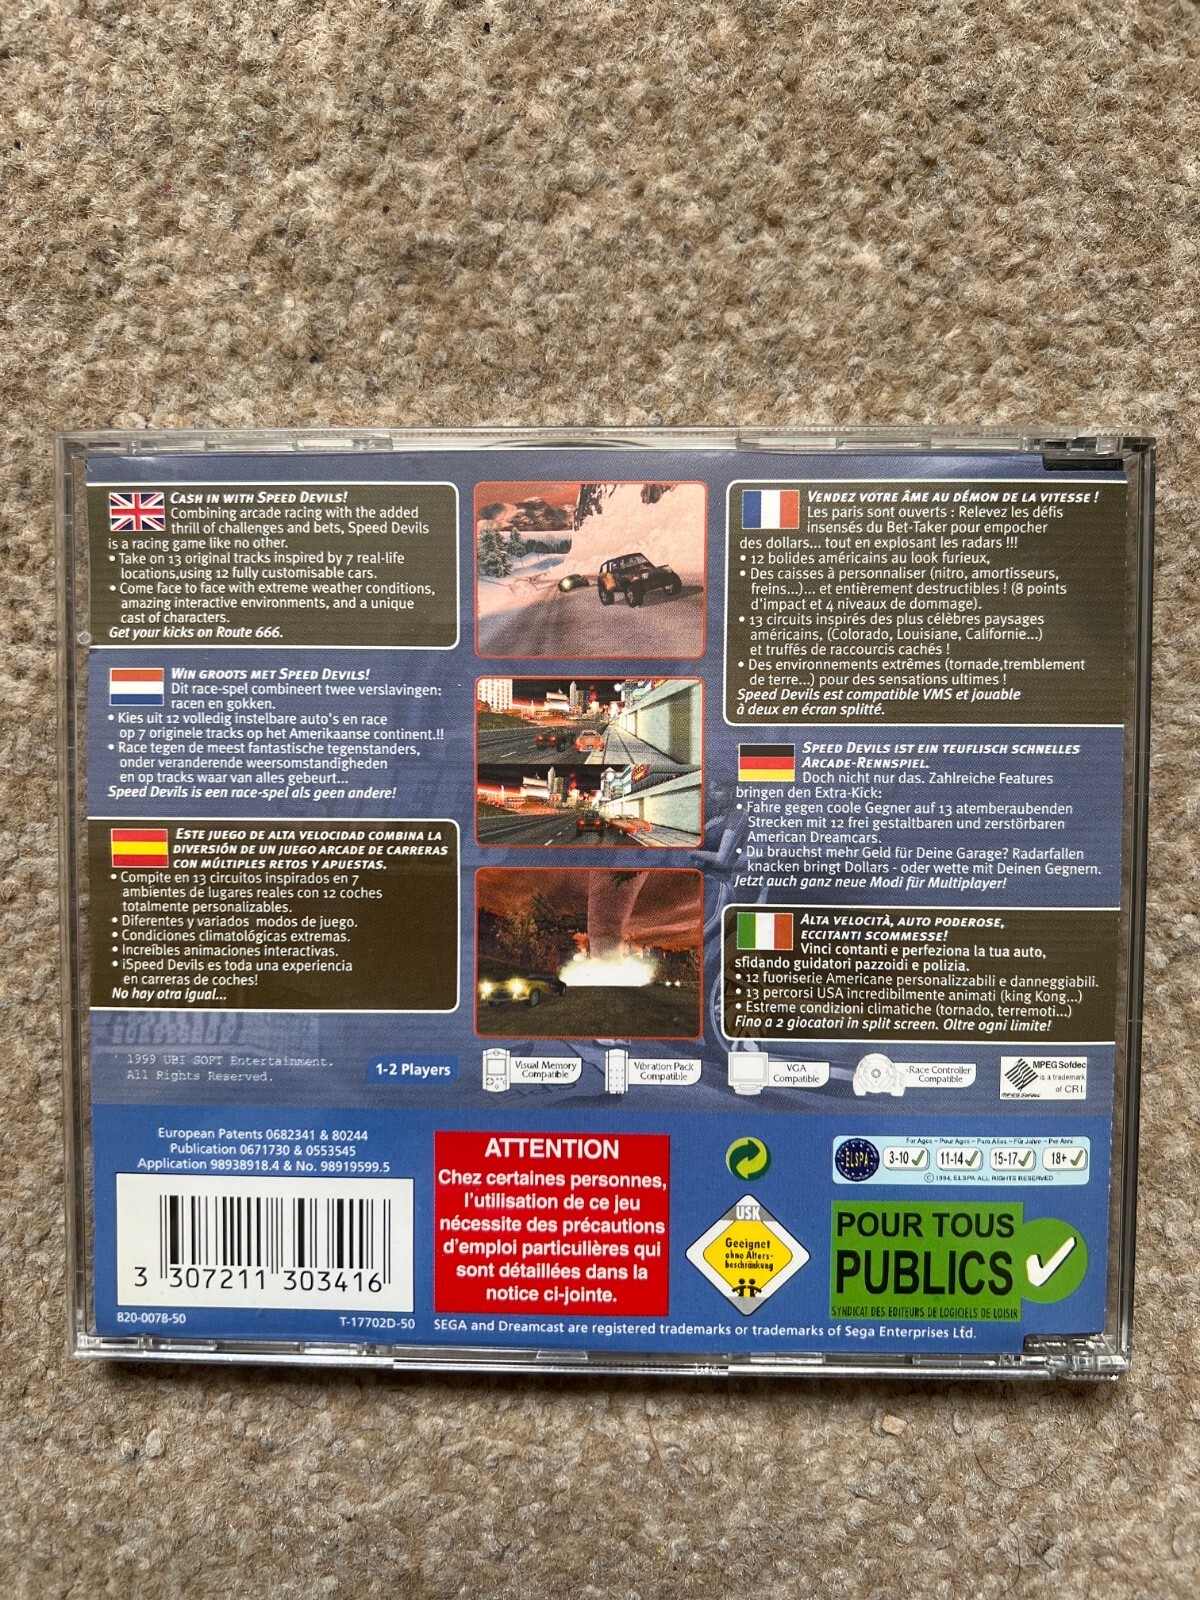 CASH IN WITH SPEED DEVILS!
Combining arcade racing with the added
thrill of challenges and bets, Speed Devils
is a racing game like no other.
• Take on 13 original tracks inspired by 7 real-life
locations,using 12 fully customisable cars.
• Come face to face with extreme weather conditions,
amazing interactive environments, and a unique
cast of characters.
Get your kicks on Route 666.
WIN GROOTS MET SPEED DEVILS!
Dit race-spel combineert twee verslavingen:
racen en gokken.
• Kies uit 12 volledig instelbare auto's en race
op 7 originele tracks op het Amerikaanse continent.!!
• Race tegen de meest fantastische tegenstanders,
onder veranderende weersomstandigheden
en op tracks waar van alles gebeurt...
Speed Devils is een race-spel als geen andere!
ESTE JUEGO DE ALTA VELOCIDAD COMBINA LA
DIVERSIÓN DE UN JUEGO ARCADE DE CARRERAS
CON MÚLTIPLES RETOS Y APUESTAS.
• Compite en 13 circuitos inspirados en 7
ambientes de lugares reales con 12 coches
totalmente personalizables.
• Diferentes y variados modos de juego.
• Condiciones climatológicas extremas.
• Increíbles animaciones interactivas.
• ¡Speed Devils es toda una experiencia
en carreras de coches!
No hay otra igual...
VENDEZ VOTRE ÂME AU DÉMON DE LA VITESSE !
Les paris sont ouverts : Relevez les défis
insensés du Bet-Taker pour empocher
des dollars... tout en explosant les radars !!!
• 12 bolides américains au look furieux,
• Des caisses à personnaliser (nitro, amortisseurs,
freins...)... et entièrement destructibles ! (8 points
d'impact et 4 niveaux de dommage).
• 13 circuits inspirés des plus célèbres paysages
américains, (Colorado, Louisiane, Californie...)
et truffés de raccourcis cachés !
• Des environnements extrêmes (tornade,tremblement
de terre...) pour des sensations ultimes !
Speed Devils est compatible VMS et jouable
à deux en écran splitté.
SPEED DEVILS IST EIN TEUFLISCH SCHNELLES
ARCADE-RENNSPIEL.
Doch nicht nur das. Zahlreiche Features
bringen den Extra-Kick:
• Fahre gegen coole Gegner auf 13 atemberaubenden
Strecken mit 12 frei gestaltbaren und zerstörbaren
American Dreamcars.
• Du brauchst mehr Geld für Deine Garage? Radarfallen
knacken bringt Dollars - oder wette mit Deinen Gegnern.
Jetzt auch ganz neue Modi für Multiplayer!
ALTA VELOCITÀ, AUTO PODEROSE,
ECCITANTI SCOMMESSE!
Vinci contanti e perfeziona la tua auto,
sfidando guidatori pazzoidi e polizia.
• 12 fuoriserie Americane personalizzabili e danneggiabili.
• 13 percorsi USA incredibilmente animati (king Kong...)
• Estreme condizioni climatiche (tornado, terremoti...)
Fino a 2 giocatori in split screen. Oltre ogni limite!
' 1999 UBI SOFT Entertainment.
All Rights Reserved.
1-2 Players
Visual Memory
Compatible
Vibration Pack
Compatible
VGA
Compatible
Race Controller
Compatible
MPEG Sofdec
is a trademark
of CRI.
MPEG Sofdec
European Patents 0682341 & 80244
Publication 0671730 & 0553545
Application 98938918.4 & No. 98919599.5
3 307211 303416
820-0078-50
T-17702D-50
ATTENTION
Chez certaines personnes,
l'utilisation de ce jeu
nécessite des précautions
d'emploi particulières qui
sont détaillées dans la
notice ci-jointe.
USK
Geeignet
ohne Alters-
beschränkung
ELSPA
For Ages - Pour Ages - Para Años - Für Jahre - Per Anni
3-10 ✓ 11-14 ✓ 15-17 ✓ 18+ ✓
© 1994, ELSPA ALL RIGHTS RESERVED
POUR TOUS
PUBLICS
SYNDICAT DES EDITEURS DE LOGICIELS DE LOISIR
SEGA and Dreamcast are registered trademarks or trademarks of Sega Enterprises Ltd.